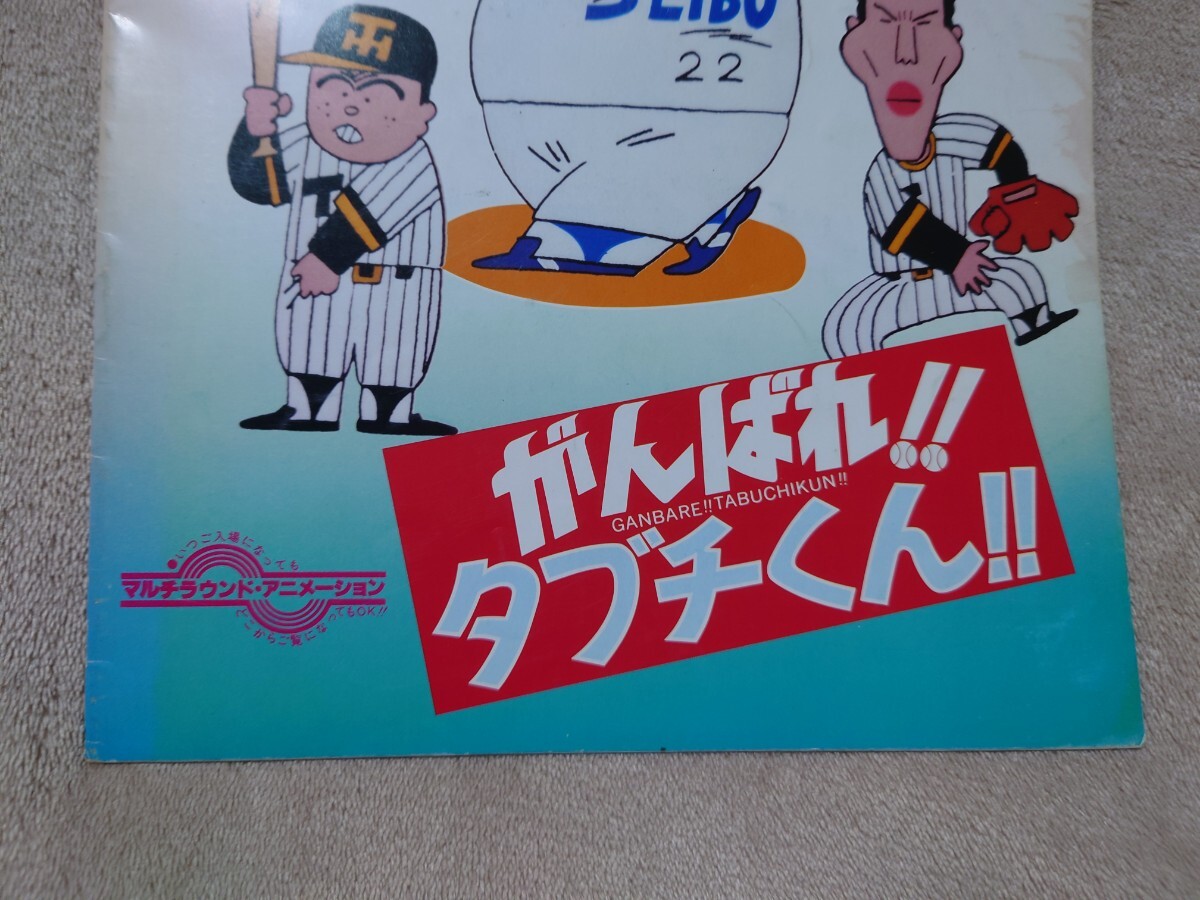 SEIBU
22
がんばれ!!
GANBARE!!TABUCHIKUN!!
タブチくん!!
●いつご入場になっても
マルチラウンド・アニメーション
どこからご覧になってもOK!!